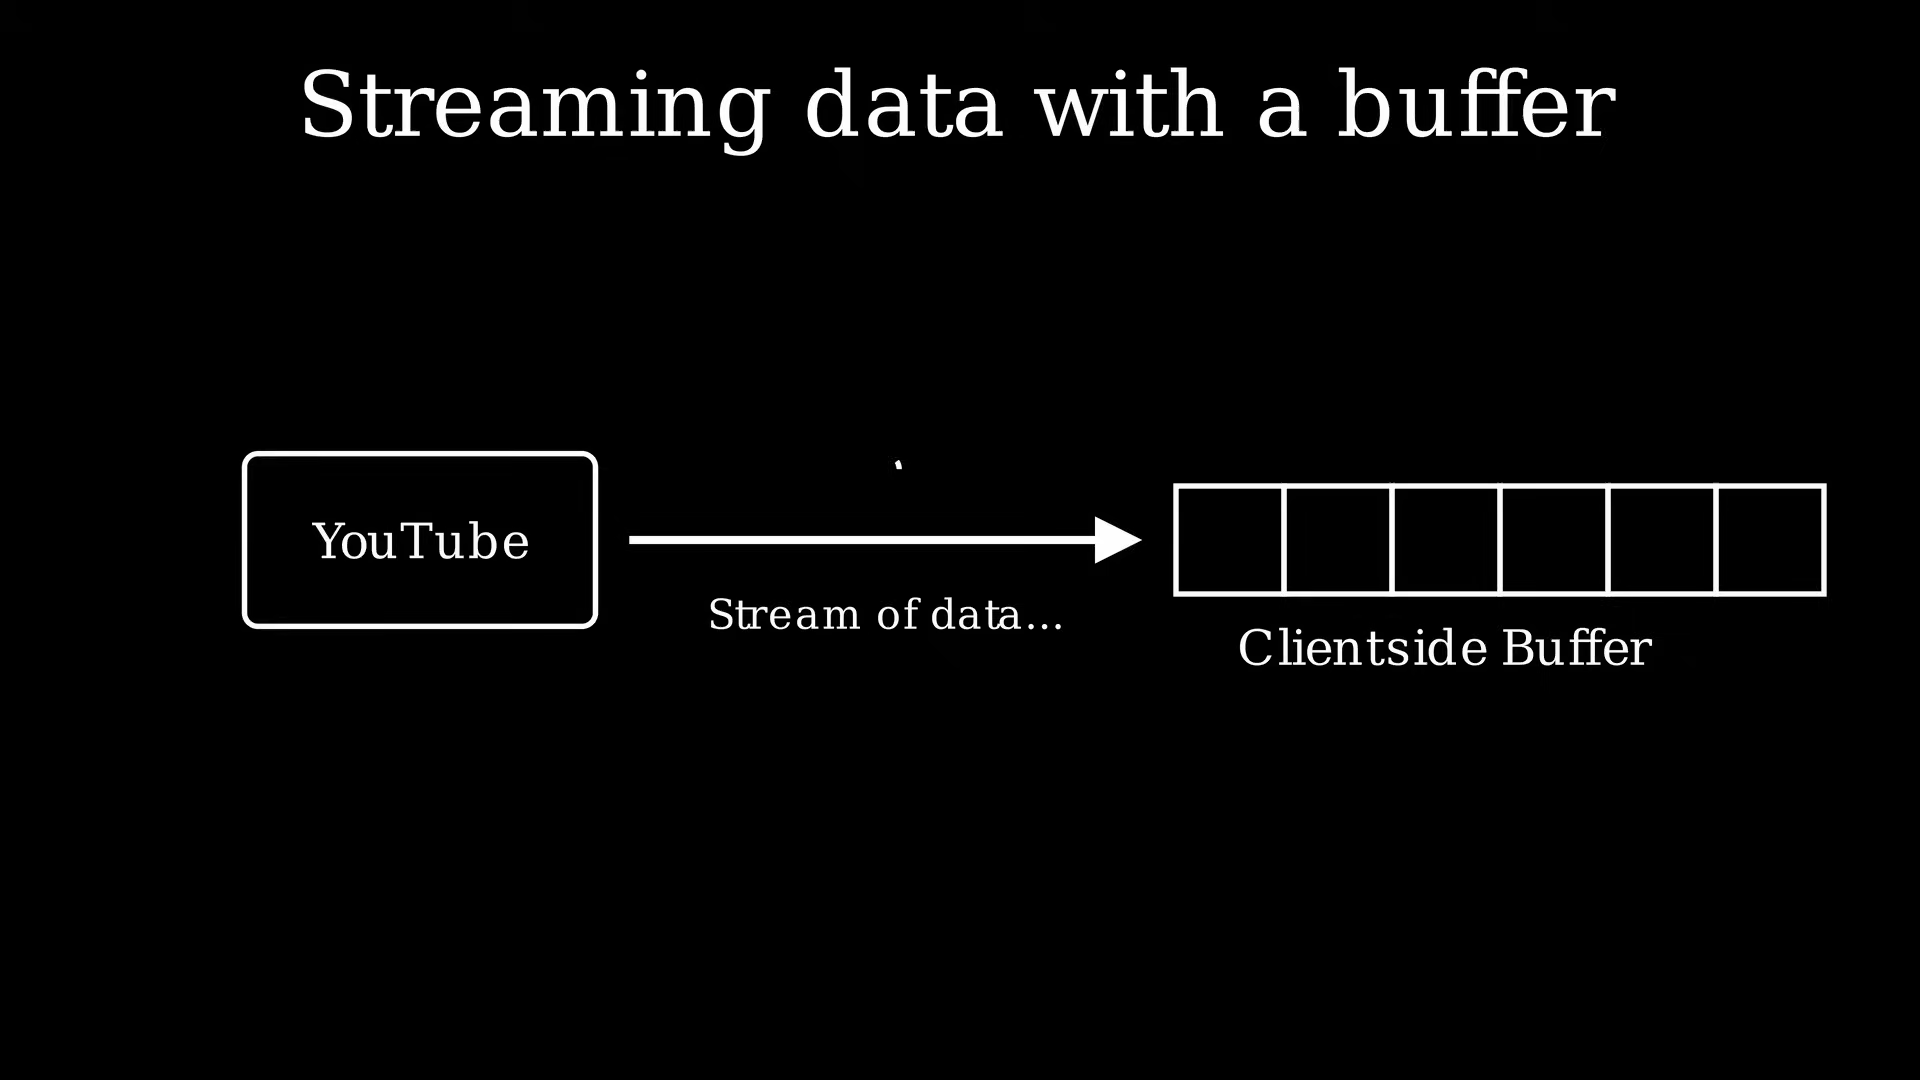 Streaming data with a buffer
YouTube
Stream of data...
Clientside Buffer